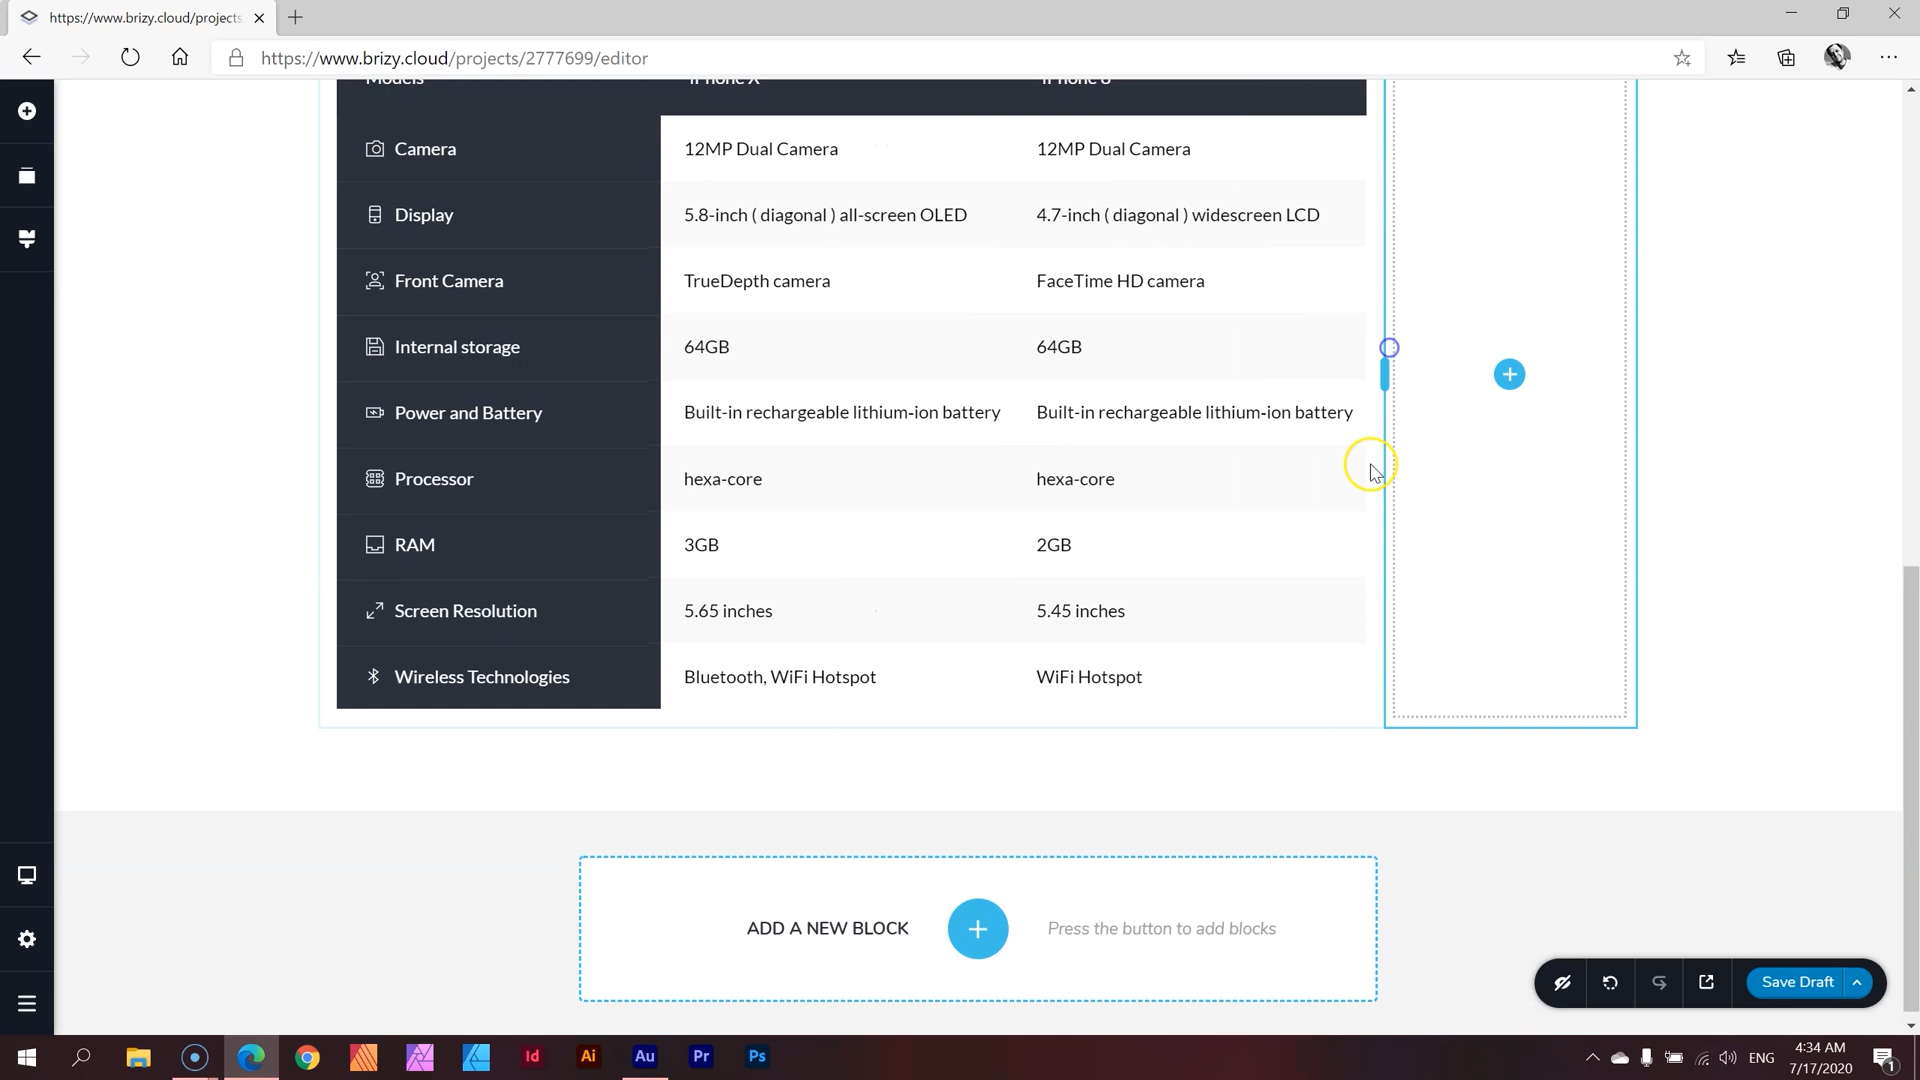 https://www.brizy.cloud/projects
https://www.brizy.cloud/projects/2777699/editor
Models iPhone X iPhone 8
Camera 12MP Dual Camera 12MP Dual Camera
Display 5.8-inch ( diagonal ) all-screen OLED 4.7-inch ( diagonal ) widescreen LCD
Front Camera TrueDepth camera FaceTime HD camera
Internal storage 64GB 64GB
Power and Battery Built-in rechargeable lithium-ion battery Built-in rechargeable lithium-ion battery
Processor hexa-core hexa-core
RAM 3GB 2GB
Screen Resolution 5.65 inches 5.45 inches
Wireless Technologies Bluetooth, WiFi Hotspot WiFi Hotspot
ADD A NEW BLOCK Press the button to add blocks
Save Draft
Id Ai Au Pr Ps
ENG
4:34 AM
7/17/2020
1